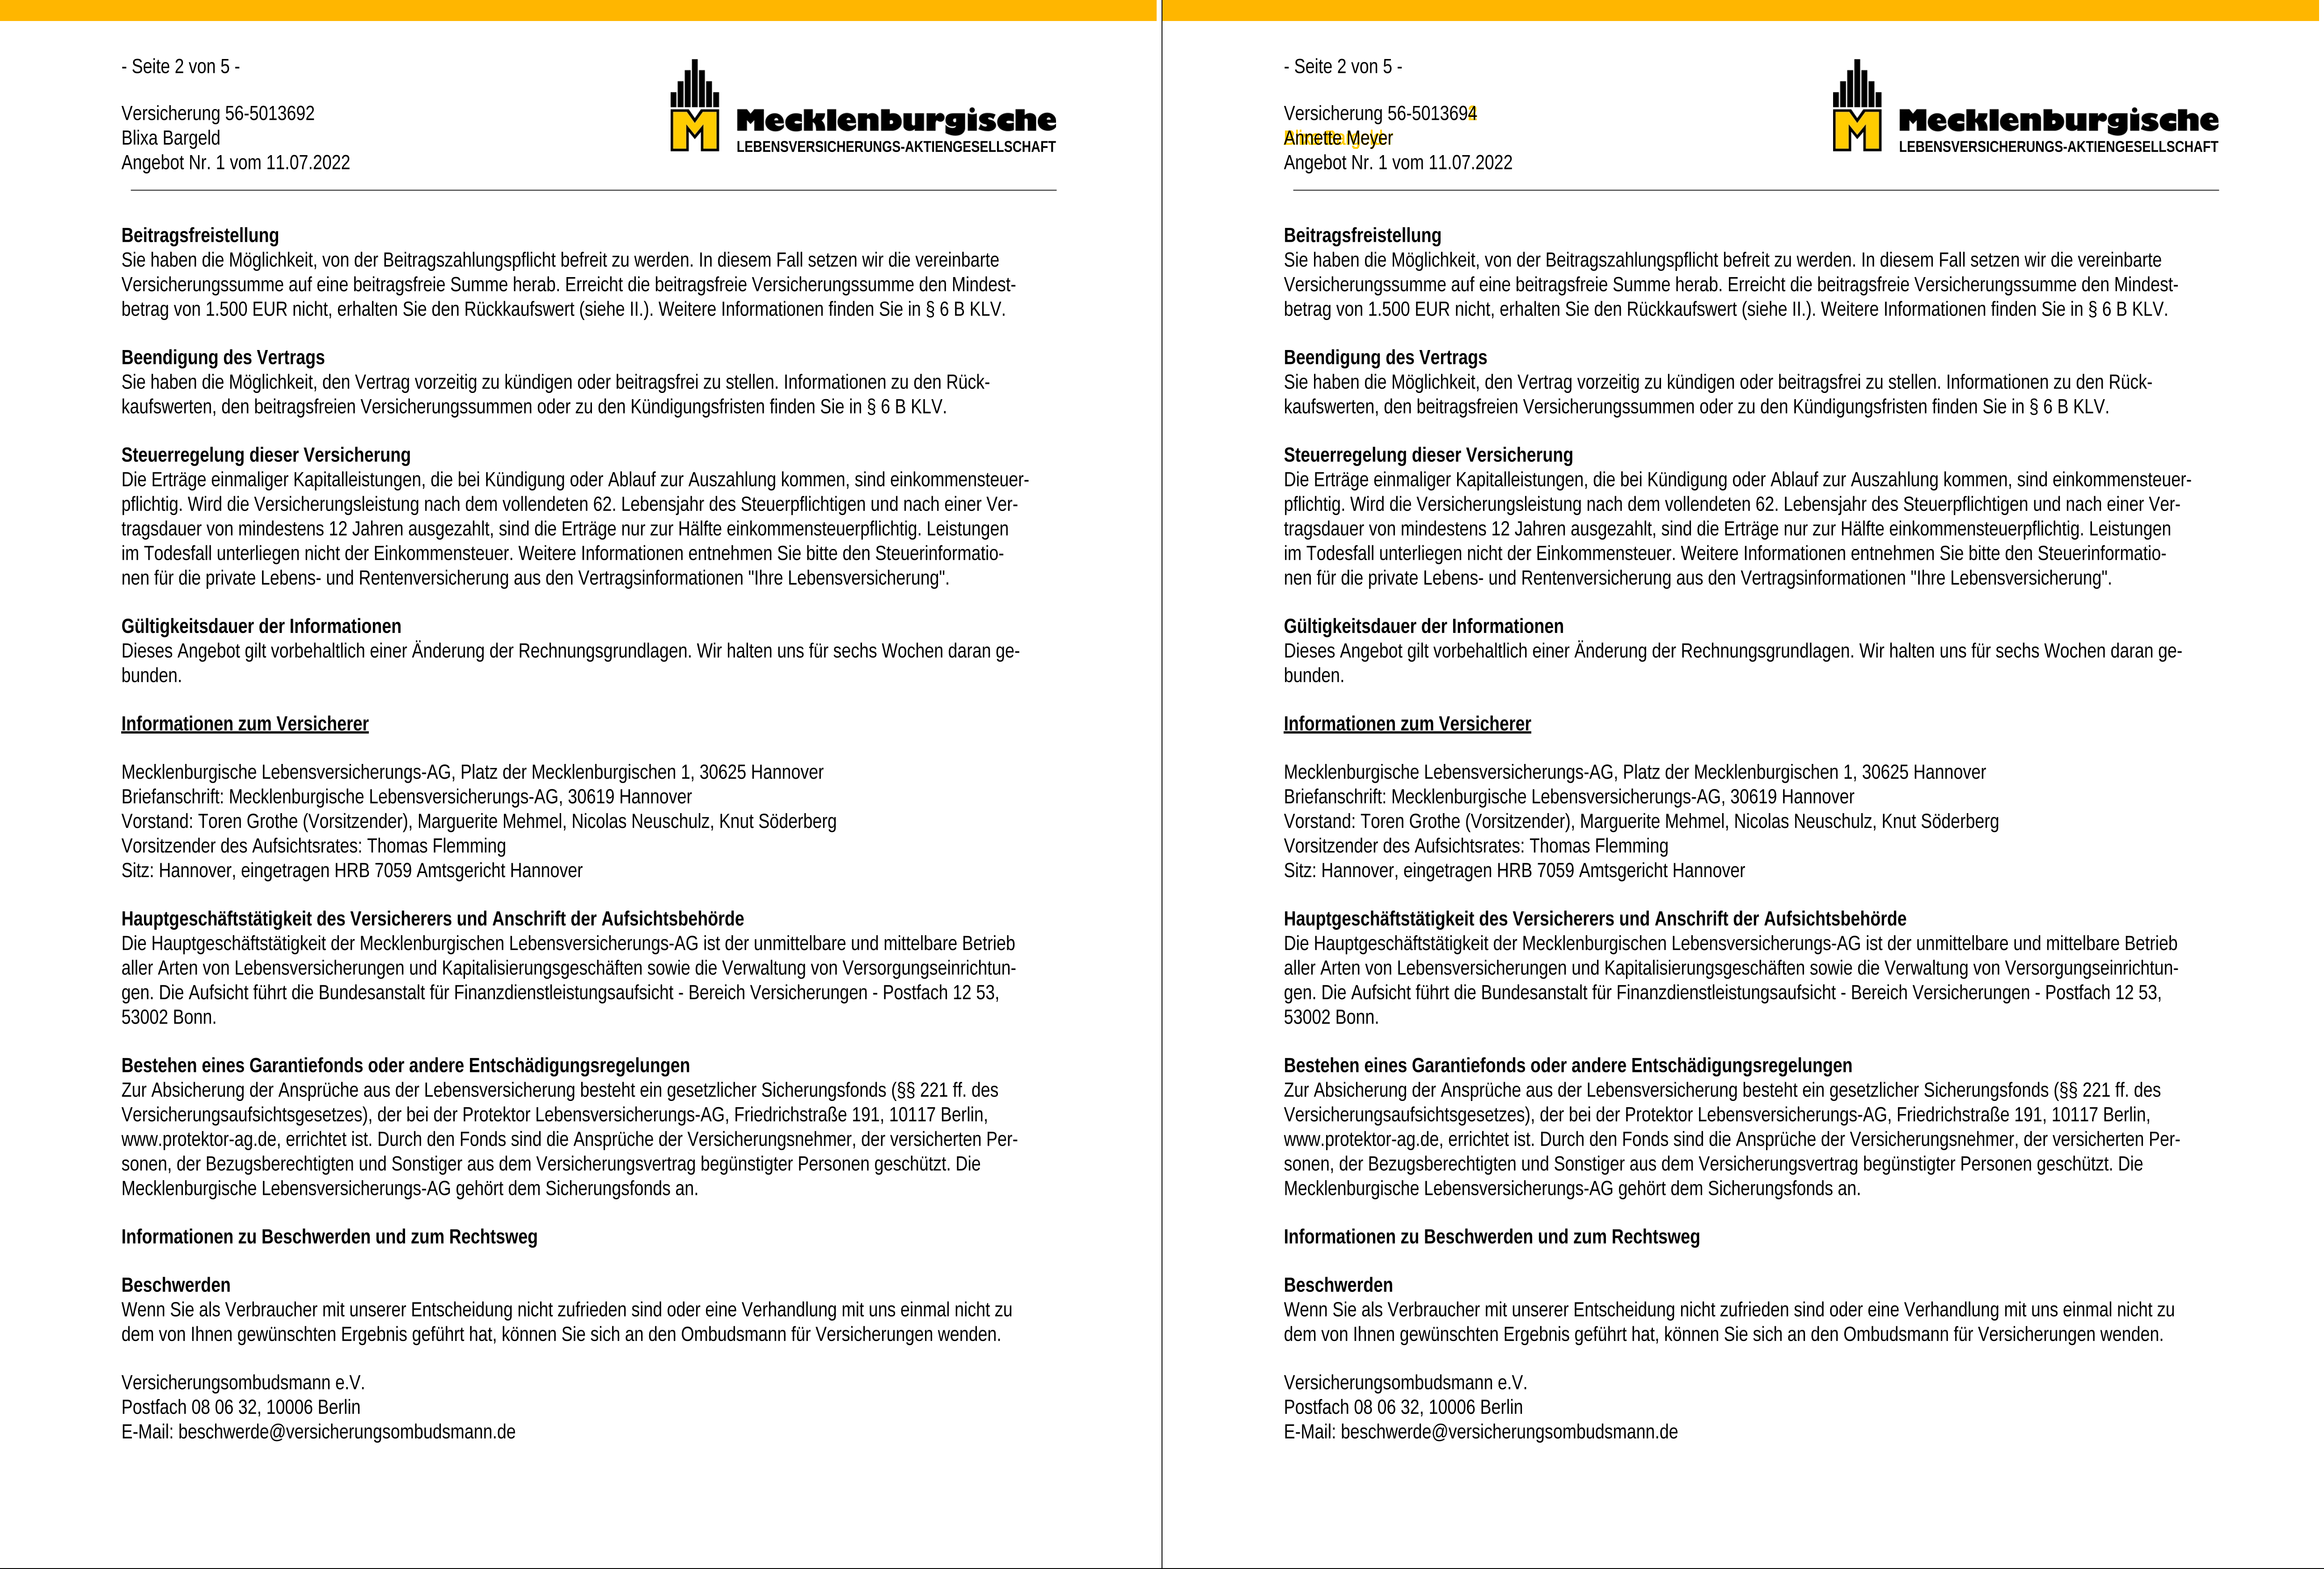 - Seite 2 von 5 -
Versicherung 56-5013692
Blixa Bargeld
Angebot Nr. 1 vom 11.07.2022
M
Mecklenburgische
LEBENSVERSICHERUNGS-AKTIENGESELLSCHAFT
Beitragsfreistellung
Sie haben die Möglichkeit, von der Beitragszahlungspflicht befreit zu werden. In diesem Fall setzen wir die vereinbarte
Versicherungssumme auf eine beitragsfreie Summe herab. Erreicht die beitragsfreie Versicherungssumme den Mindest-
betrag von 1.500 EUR nicht, erhalten Sie den Rückkaufswert (siehe II.). Weitere Informationen finden Sie in § 6 B KLV.
Beendigung des Vertrags
Sie haben die Möglichkeit, den Vertrag vorzeitig zu kündigen oder beitragsfrei zu stellen. Informationen zu den Rück-
kaufswerten, den beitragsfreien Versicherungssummen oder zu den Kündigungsfristen finden Sie in § 6 B KLV.
Steuerregelung dieser Versicherung
Die Erträge einmaliger Kapitalleistungen, die bei Kündigung oder Ablauf zur Auszahlung kommen, sind einkommensteuer-
pflichtig. Wird die Versicherungsleistung nach dem vollendeten 62. Lebensjahr des Steuerpflichtigen und nach einer Ver-
tragsdauer von mindestens 12 Jahren ausgezahlt, sind die Erträge nur zur Hälfte einkommensteuerpflichtig. Leistungen
im Todesfall unterliegen nicht der Einkommensteuer. Weitere Informationen entnehmen Sie bitte den Steuerinformatio-
nen für die private Lebens- und Rentenversicherung aus den Vertragsinformationen "Ihre Lebensversicherung".
Gültigkeitsdauer der Informationen
Dieses Angebot gilt vorbehaltlich einer Änderung der Rechnungsgrundlagen. Wir halten uns für sechs Wochen daran ge-
bunden.
Informationen zum Versicherer
Mecklenburgische Lebensversicherungs-AG, Platz der Mecklenburgischen 1, 30625 Hannover
Briefanschrift: Mecklenburgische Lebensversicherungs-AG, 30619 Hannover
Vorstand: Toren Grothe (Vorsitzender), Marguerite Mehmel, Nicolas Neuschulz, Knut Söderberg
Vorsitzender des Aufsichtsrates: Thomas Flemming
Sitz: Hannover, eingetragen HRB 7059 Amtsgericht Hannover
Hauptgeschäftstätigkeit des Versicherers und Anschrift der Aufsichtsbehörde
Die Hauptgeschäftstätigkeit der Mecklenburgischen Lebensversicherungs-AG ist der unmittelbare und mittelbare Betrieb
aller Arten von Lebensversicherungen und Kapitalisierungsgeschäften sowie die Verwaltung von Versorgungseinrichtun-
gen. Die Aufsicht führt die Bundesanstalt für Finanzdienstleistungsaufsicht - Bereich Versicherungen - Postfach 12 53,
53002 Bonn.
Bestehen eines Garantiefonds oder andere Entschädigungsregelungen
Zur Absicherung der Ansprüche aus der Lebensversicherung besteht ein gesetzlicher Sicherungsfonds (§§ 221 ff. des
Versicherungsaufsichtsgesetzes), der bei der Protektor Lebensversicherungs-AG, Friedrichstraße 191, 10117 Berlin,
www.protektor-ag.de, errichtet ist. Durch den Fonds sind die Ansprüche der Versicherungsnehmer, der versicherten Per-
sonen, der Bezugsberechtigten und Sonstiger aus dem Versicherungsvertrag begünstigter Personen geschützt. Die
Mecklenburgische Lebensversicherungs-AG gehört dem Sicherungsfonds an.
Informationen zu Beschwerden und zum Rechtsweg
Beschwerden
Wenn Sie als Verbraucher mit unserer Entscheidung nicht zufrieden sind oder eine Verhandlung mit uns einmal nicht zu
dem von Ihnen gewünschten Ergebnis geführt hat, können Sie sich an den Ombudsmann für Versicherungen wenden.
Versicherungsombudsmann e.V.
Postfach 08 06 32, 10006 Berlin
E-Mail: beschwerde@versicherungsombudsmann.de
- Seite 2 von 5 -
Versicherung 56-5013694
Annette Meyer
Angebot Nr. 1 vom 11.07.2022
M
Mecklenburgische
LEBENSVERSICHERUNGS-AKTIENGESELLSCHAFT
Beitragsfreistellung
Sie haben die Möglichkeit, von der Beitragszahlungspflicht befreit zu werden. In diesem Fall setzen wir die vereinbarte
Versicherungssumme auf eine beitragsfreie Summe herab. Erreicht die beitragsfreie Versicherungssumme den Mindest-
betrag von 1.500 EUR nicht, erhalten Sie den Rückkaufswert (siehe II.). Weitere Informationen finden Sie in § 6 B KLV.
Beendigung des Vertrags
Sie haben die Möglichkeit, den Vertrag vorzeitig zu kündigen oder beitragsfrei zu stellen. Informationen zu den Rück-
kaufswerten, den beitragsfreien Versicherungssummen oder zu den Kündigungsfristen finden Sie in § 6 B KLV.
Steuerregelung dieser Versicherung
Die Erträge einmaliger Kapitalleistungen, die bei Kündigung oder Ablauf zur Auszahlung kommen, sind einkommensteuer-
pflichtig. Wird die Versicherungsleistung nach dem vollendeten 62. Lebensjahr des Steuerpflichtigen und nach einer Ver-
tragsdauer von mindestens 12 Jahren ausgezahlt, sind die Erträge nur zur Hälfte einkommensteuerpflichtig. Leistungen
im Todesfall unterliegen nicht der Einkommensteuer. Weitere Informationen entnehmen Sie bitte den Steuerinformatio-
nen für die private Lebens- und Rentenversicherung aus den Vertragsinformationen "Ihre Lebensversicherung".
Gültigkeitsdauer der Informationen
Dieses Angebot gilt vorbehaltlich einer Änderung der Rechnungsgrundlagen. Wir halten uns für sechs Wochen daran ge-
bunden.
Informationen zum Versicherer
Mecklenburgische Lebensversicherungs-AG, Platz der Mecklenburgischen 1, 30625 Hannover
Briefanschrift: Mecklenburgische Lebensversicherungs-AG, 30619 Hannover
Vorstand: Toren Grothe (Vorsitzender), Marguerite Mehmel, Nicolas Neuschulz, Knut Söderberg
Vorsitzender des Aufsichtsrates: Thomas Flemming
Sitz: Hannover, eingetragen HRB 7059 Amtsgericht Hannover
Hauptgeschäftstätigkeit des Versicherers und Anschrift der Aufsichtsbehörde
Die Hauptgeschäftstätigkeit der Mecklenburgischen Lebensversicherungs-AG ist der unmittelbare und mittelbare Betrieb
aller Arten von Lebensversicherungen und Kapitalisierungsgeschäften sowie die Verwaltung von Versorgungseinrichtun-
gen. Die Aufsicht führt die Bundesanstalt für Finanzdienstleistungsaufsicht - Bereich Versicherungen - Postfach 12 53,
53002 Bonn.
Bestehen eines Garantiefonds oder andere Entschädigungsregelungen
Zur Absicherung der Ansprüche aus der Lebensversicherung besteht ein gesetzlicher Sicherungsfonds (§§ 221 ff. des
Versicherungsaufsichtsgesetzes), der bei der Protektor Lebensversicherungs-AG, Friedrichstraße 191, 10117 Berlin,
www.protektor-ag.de, errichtet ist. Durch den Fonds sind die Ansprüche der Versicherungsnehmer, der versicherten Per-
sonen, der Bezugsberechtigten und Sonstiger aus dem Versicherungsvertrag begünstigter Personen geschützt. Die
Mecklenburgische Lebensversicherungs-AG gehört dem Sicherungsfonds an.
Informationen zu Beschwerden und zum Rechtsweg
Beschwerden
Wenn Sie als Verbraucher mit unserer Entscheidung nicht zufrieden sind oder eine Verhandlung mit uns einmal nicht zu
dem von Ihnen gewünschten Ergebnis geführt hat, können Sie sich an den Ombudsmann für Versicherungen wenden.
Versicherungsombudsmann e.V.
Postfach 08 06 32, 10006 Berlin
E-Mail: beschwerde@versicherungsombudsmann.de